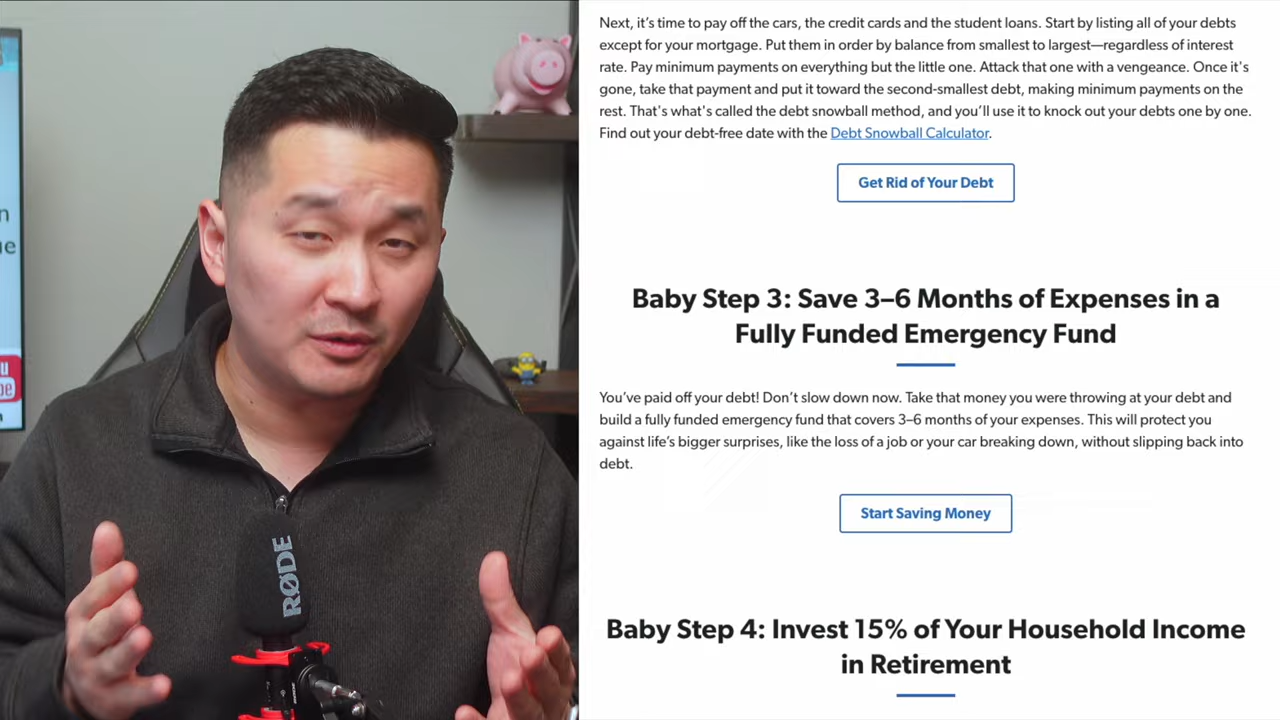 Next, it's time to pay off the cars, the credit cards and the student loans. Start by listing all of your debts
except for your mortgage. Put them in order by balance from smallest to largest—regardless of interest
rate. Pay minimum payments on everything but the little one. Attack that one with a vengeance. Once it's
gone, take that payment and put it toward the second-smallest debt, making minimum payments on the
rest. That's what's called the debt snowball method, and you'll use it to knock out your debts one by one.
Find out your debt-free date with the Debt Snowball Calculator.
Get Rid of Your Debt
Baby Step 3: Save 3–6 Months of Expenses in a
Fully Funded Emergency Fund
You've paid off your debt! Don't slow down now. Take that money you were throwing at your debt and
build a fully funded emergency fund that covers 3–6 months of your expenses. This will protect you
against life's bigger surprises, like the loss of a job or your car breaking down, without slipping back into
debt.
Start Saving Money
Baby Step 4: Invest 15% of Your Household Income
in Retirement
RØDE